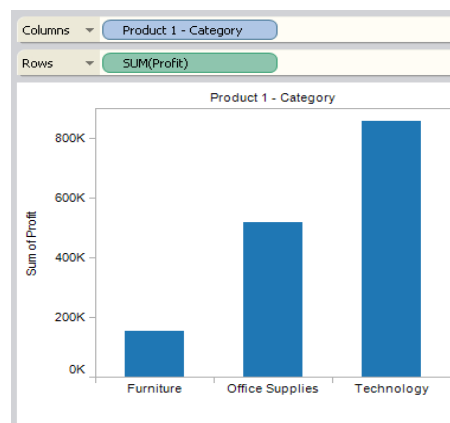 Columns Product 1 - Category
Rows SUM(Profit)
Product 1 - Category
Sum of Profit
800K
600K
400K
200K
0K
Furniture Office Supplies Technology